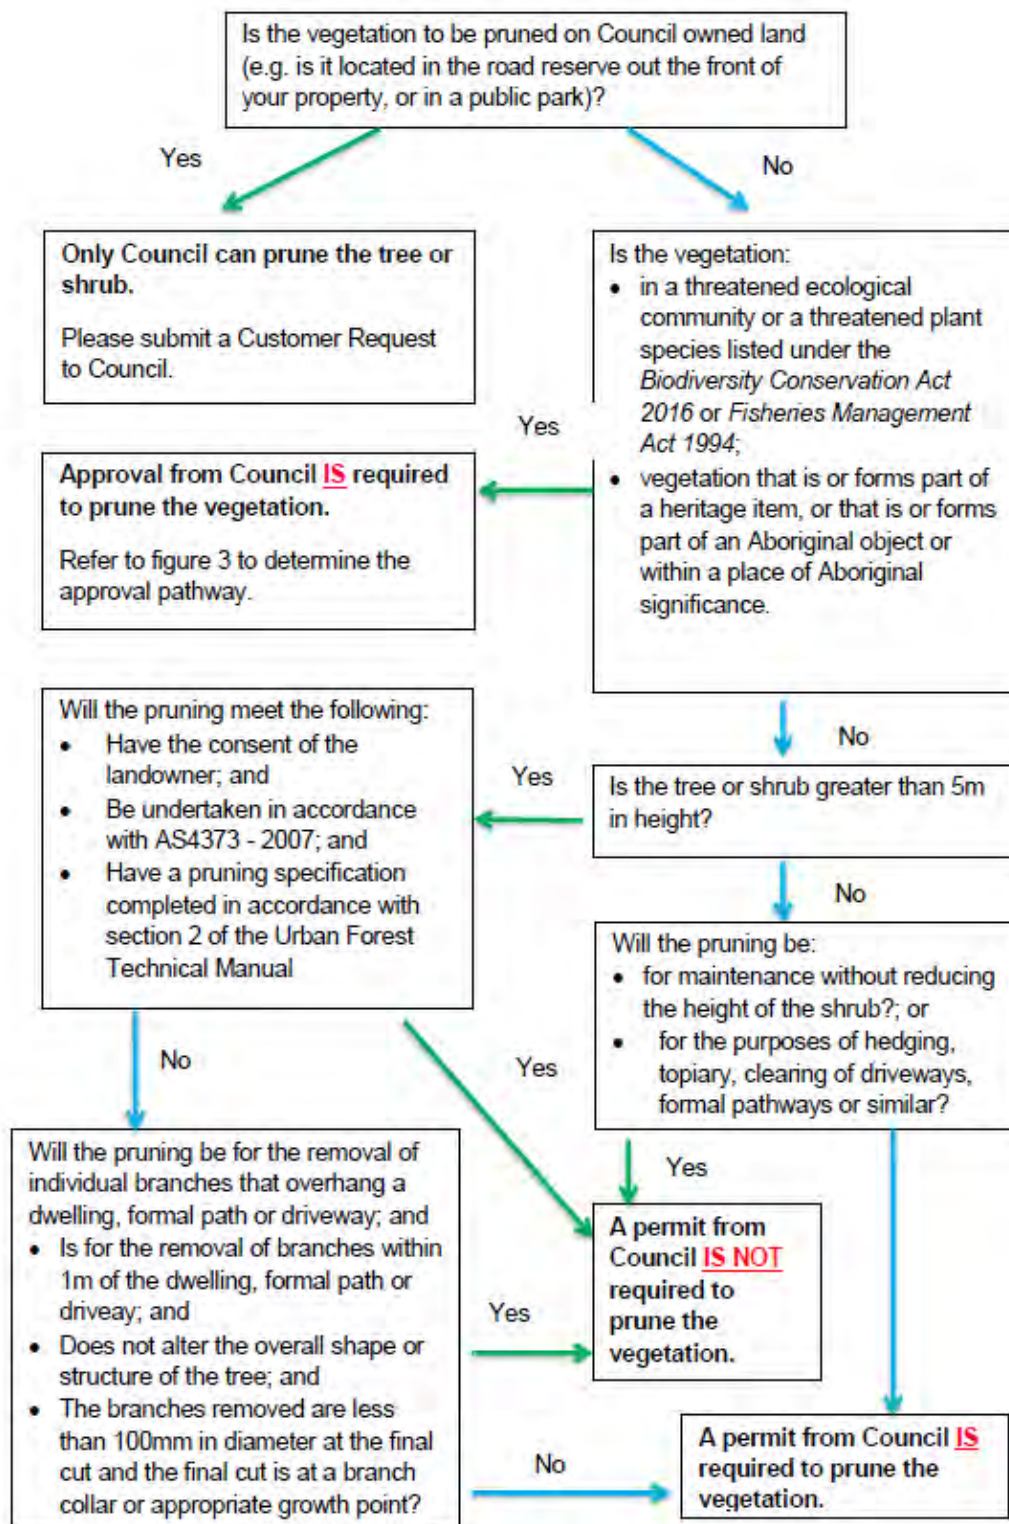 Is the vegetation to be pruned on Council owned land
(e.g. is it located in the road reserve out the front of
your property, or in a public park)?
Yes
No
Only Council can prune the tree or
shrub.
Please submit a Customer Request
to Council.
Is the vegetation:
• in a threatened ecological
community or a threatened plant
species listed under the
Biodiversity Conservation Act
2016 or Fisheries Management
Act 1994;
• vegetation that is or forms part of
a heritage item, or that is or forms
part of an Aboriginal object or
within a place of Aboriginal
significance.
Yes
Approval from Council IS required
to prune the vegetation.
Refer to figure 3 to determine the
approval pathway.
No
Is the tree or shrub greater than 5m
in height?
Yes
Will the pruning meet the following:
• Have the consent of the
landowner; and
• Be undertaken in accordance
with AS4373 - 2007; and
• Have a pruning specification
completed in accordance with
section 2 of the Urban Forest
Technical Manual
No
Will the pruning be:
• for maintenance without reducing
the height of the shrub?; or
• for the purposes of hedging,
topiary, clearing of driveways,
formal pathways or similar?
No
Yes
Yes
Will the pruning be for the removal of
individual branches that overhang a
dwelling, formal path or driveway; and
• Is for the removal of branches within
1m of the dwelling, formal path or
driveay; and
• Does not alter the overall shape or
structure of the tree; and
• The branches removed are less
than 100mm in diameter at the final
cut and the final cut is at a branch
collar or appropriate growth point?
Yes
A permit from
Council IS NOT
required to
prune the
vegetation.
No
A permit from Council IS
required to prune the
vegetation.